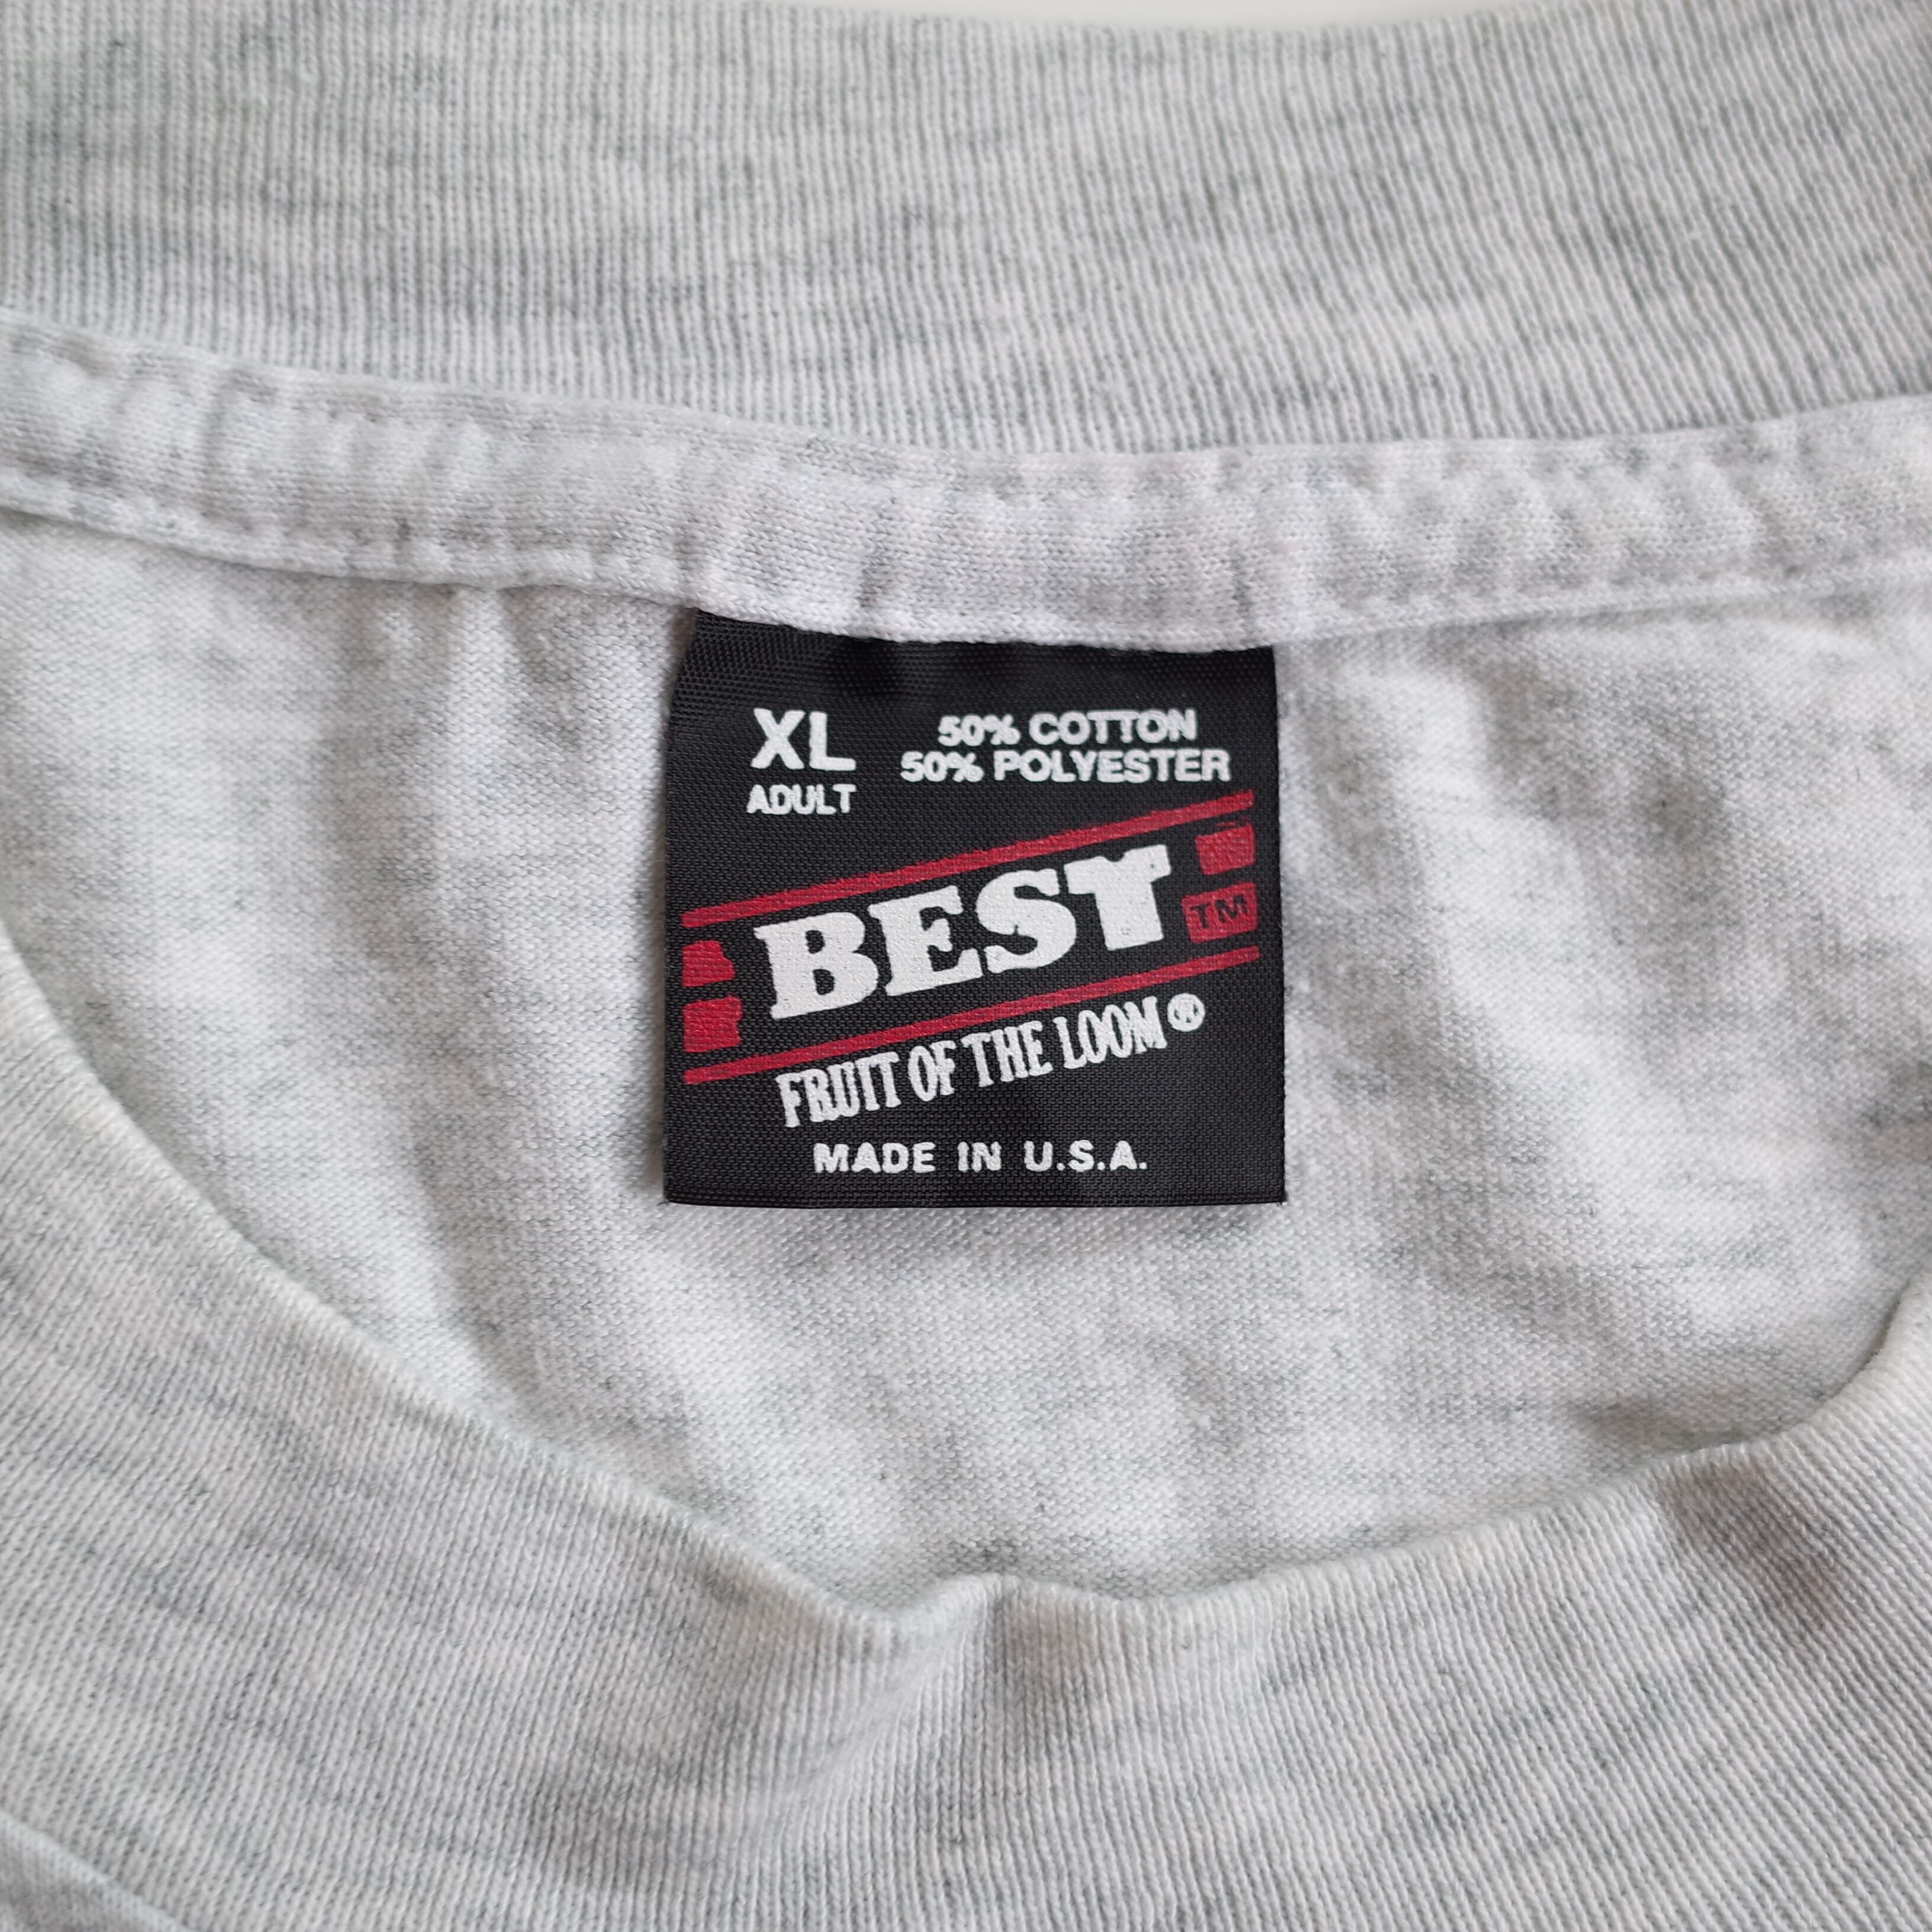 XL
ADULT
50% COTTON
50% POLYESTER
BEST TM
FRUIT OF THE LOOM®
MADE IN U.S.A.